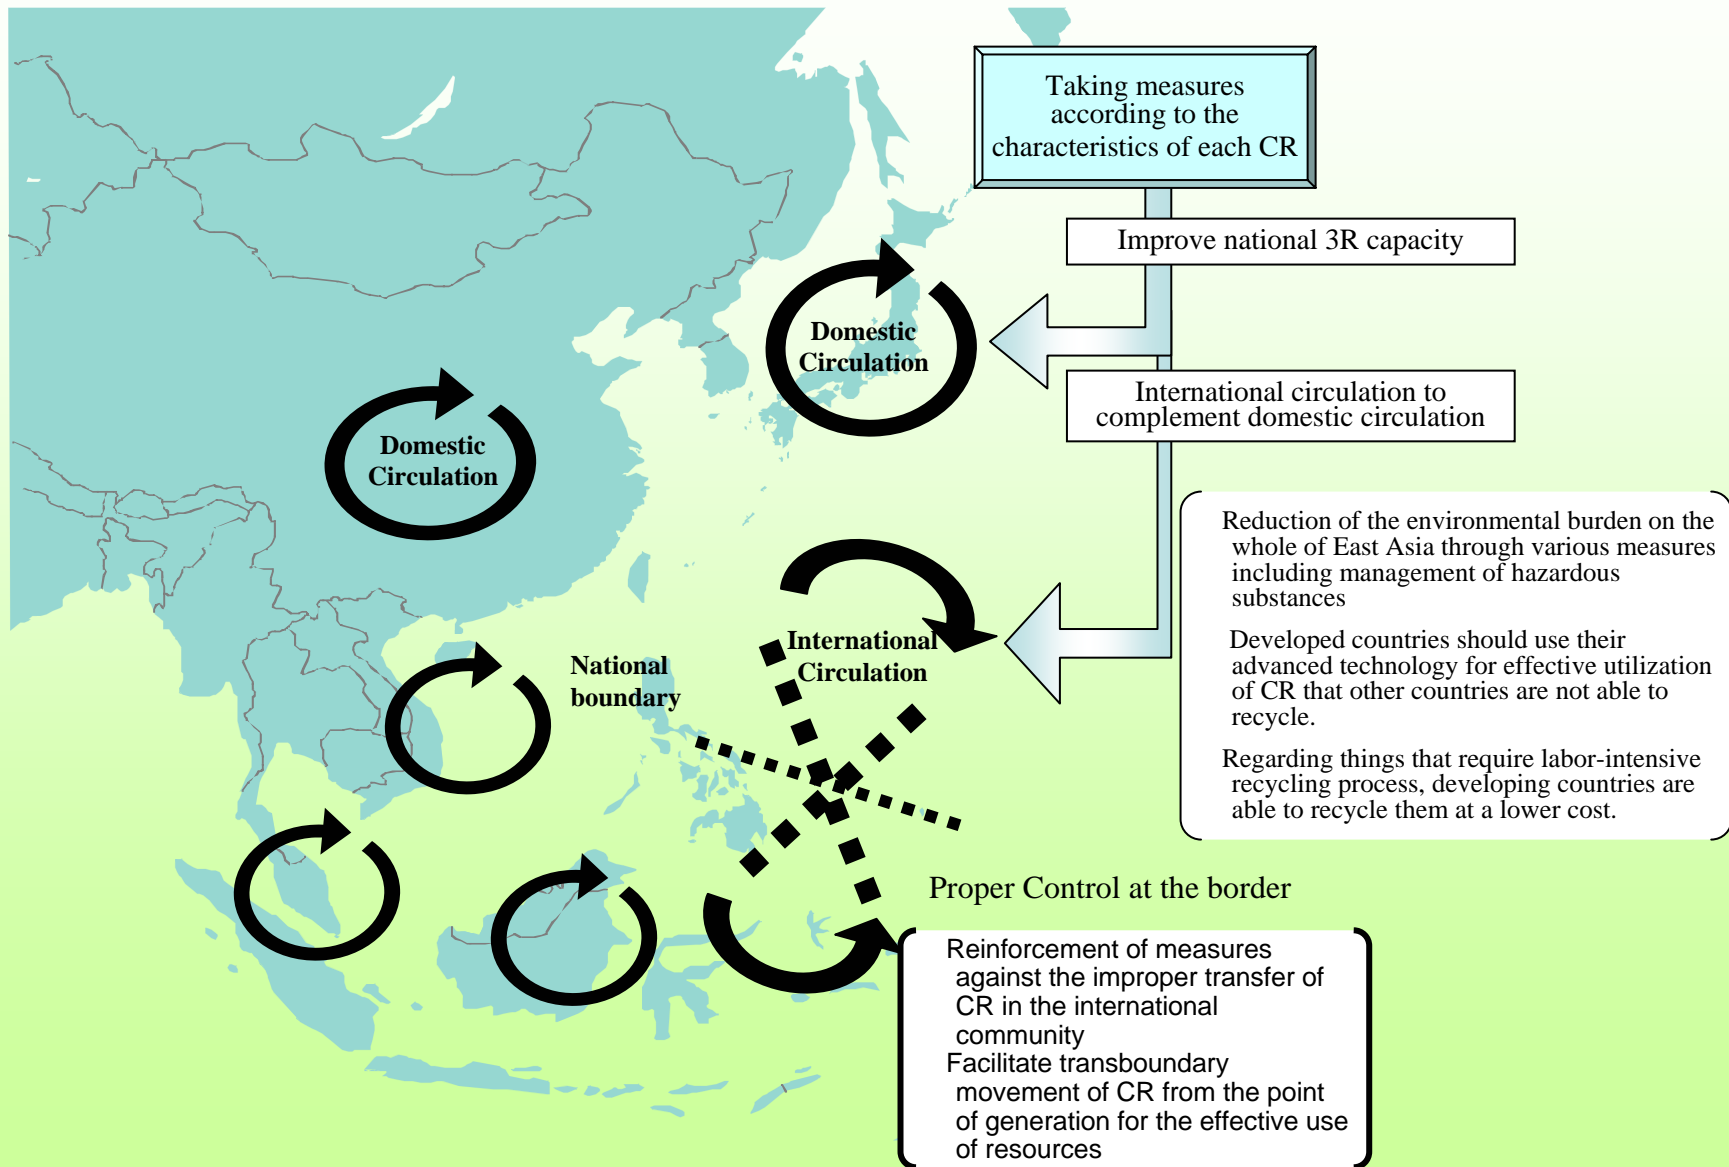 Taking measures
according to the
characteristics of each CR
Improve national 3R capacity
Domestic
Circulation
International circulation to
complement domestic circulation
Domestic
Circulation
Reduction of the environmental burden on the
whole of East Asia through various measures
including management of hazardous
substances
Developed countries should use their
advanced technology for effective utilization
of CR that other countries are not able to
recycle.
Regarding things that require labor-intensive
recycling process, developing countries are
able to recycle them at a lower cost.
International
Circulation
National
boundary
Proper Control at the border
Reinforcement of measures
against the improper transfer of
CR in the international
community
Facilitate transboundary
movement of CR from the point
of generation for the effective use
of resources